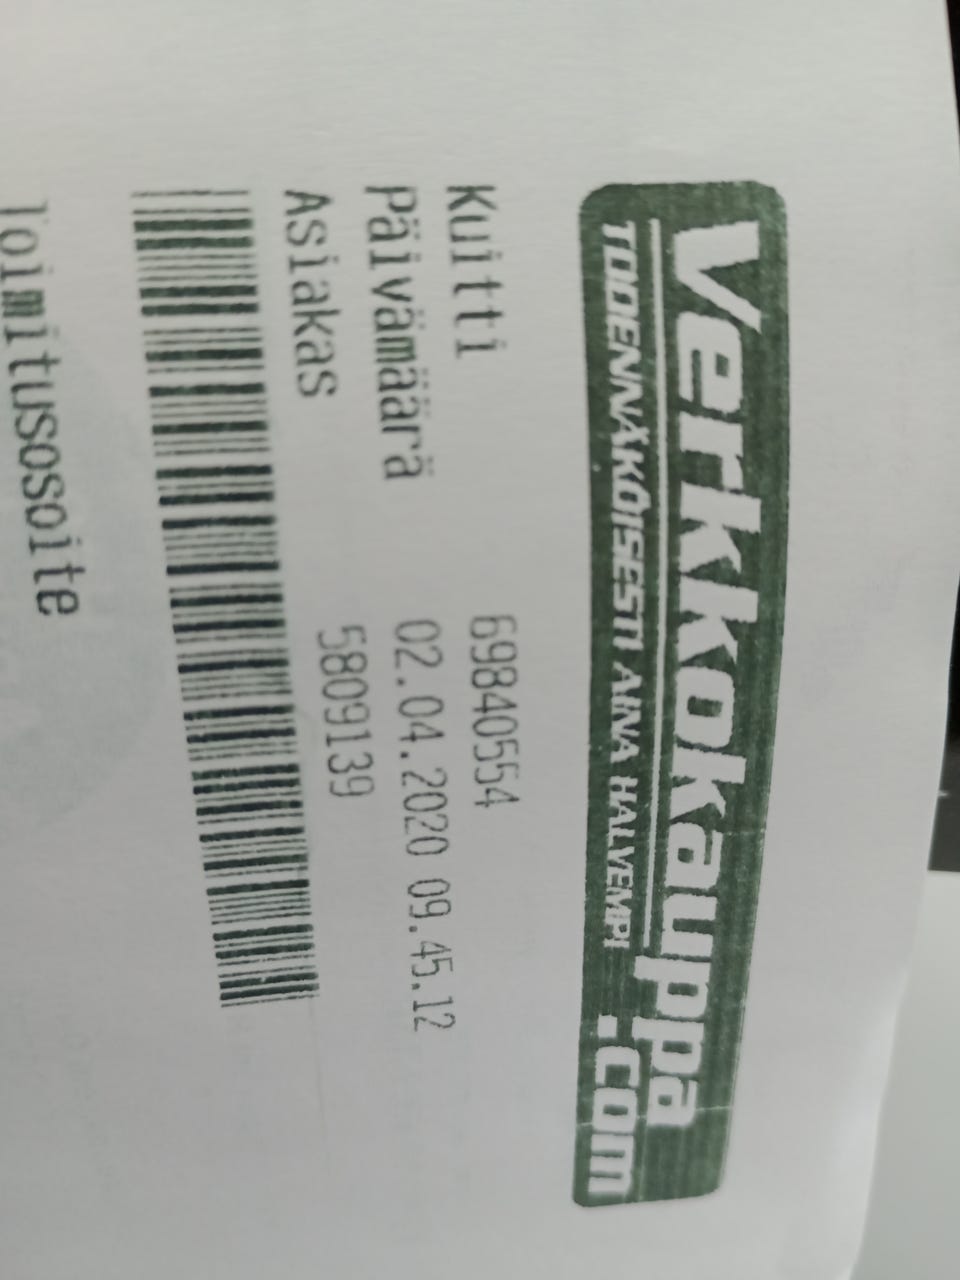 Verkkokauppa
.com
TODENNÄKÖISESTI AINA HALVEMPI
Kuitti 69840554
Päivämäärä 02.04.2020 09.45.12
Asiakas 5809139
Toimitusosoite